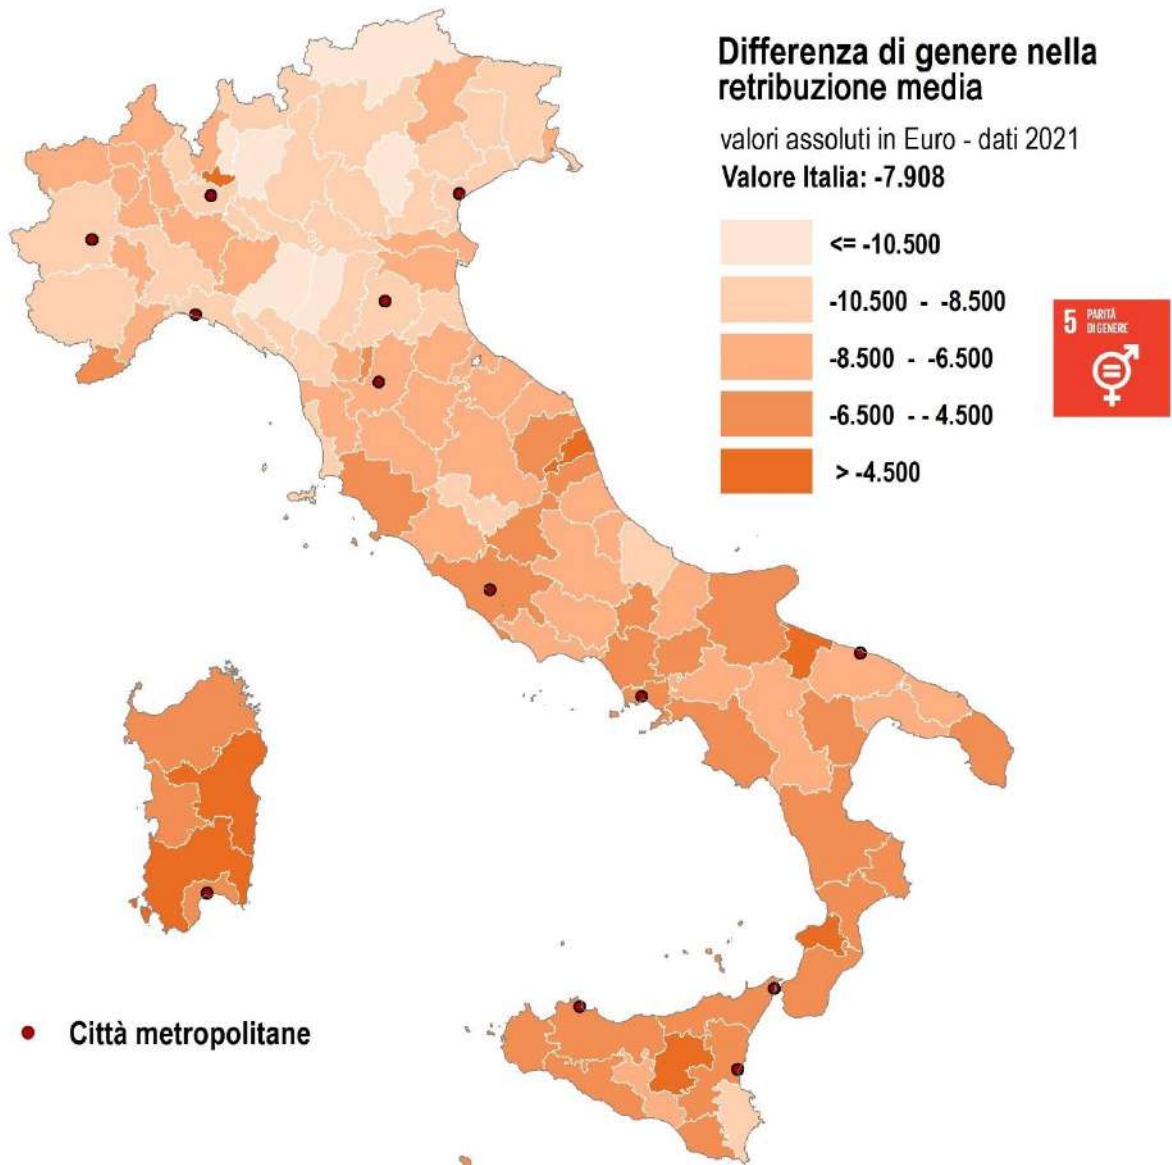 Differenza di genere nella
retribuzione media
valori assoluti in Euro - dati 2021
Valore Italia: -7.908
<= -10.500
-10.500 - -8.500
-8.500 - -6.500
-6.500 - - 4.500
> -4.500
5 PARITÀ
DI GENERE
Città metropolitane